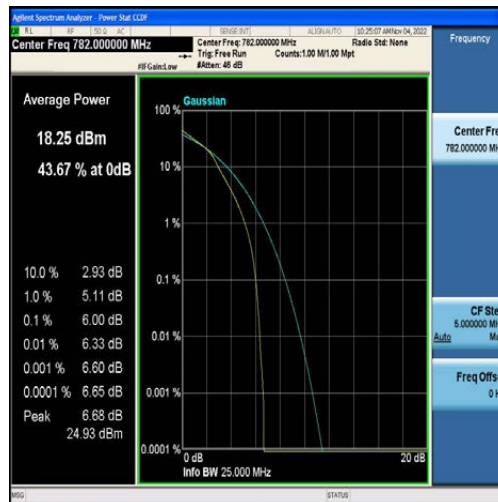 Agilent Spectrum Analyzer - Power Stat CCDF
RL RF 50 Ω AC SENSE:INT ALIGNAUTO 10:25:07 AM Nov 04, 2022
Center Freq 782.000000 MHz
Center Freq: 782.000000 MHz Radio Std: None
Trig: Free Run Counts:1.00 M/1.00 Mpt
#IFGain:Low #Atten: 46 dB
Frequency
Average Power
18.25 dBm
43.67 % at 0dB
10.0 % 2.93 dB
1.0 % 5.11 dB
0.1 % 6.00 dB
0.01 % 6.33 dB
0.001 % 6.60 dB
0.0001 % 6.65 dB
Peak 6.68 dB
24.93 dBm
Gaussian
100 %
10 %
1 %
0.1 %
0.01 %
0.001 %
0.0001 %
0 dB 20 dB
Info BW 25.000 MHz
Center Fre
782.000000 MH
CF Ste
5.000000 MH
Auto Ma
Freq Offs
0 H
MSG STATUS